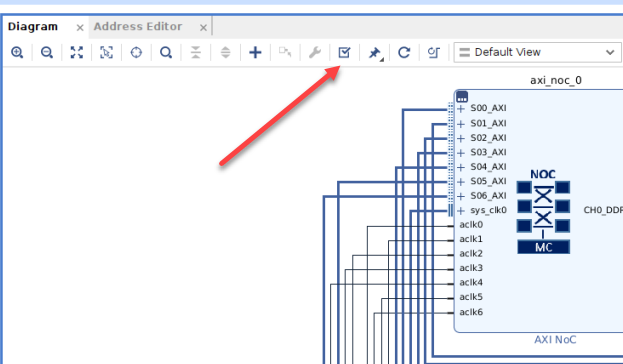 Diagram × Address Editor ×
Default View
axi_noc_0
S00_AXI
S01_AXI
S02_AXI
S03_AXI
S04_AXI
S05_AXI
S06_AXI
sys_clk0
aclk0
aclk1
aclk2
aclk3
aclk4
aclk5
aclk6
NOC
MC
CH0_DDR
AXI NoC